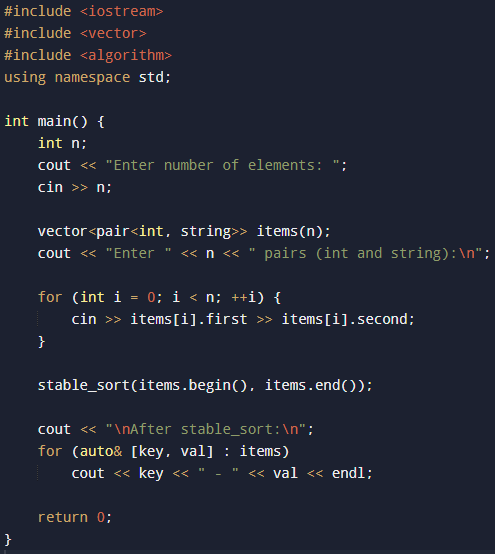 #include <iostream>
#include <vector>
#include <algorithm>
using namespace std;

int main() {
    int n;
    cout << "Enter number of elements: ";
    cin >> n;

    vector<pair<int, string>> items(n);
    cout << "Enter " << n << " pairs (int and string):\n";

    for (int i = 0; i < n; ++i) {
        cin >> items[i].first >> items[i].second;
    }

    stable_sort(items.begin(), items.end());

    cout << "\nAfter stable_sort:\n";
    for (auto& [key, val] : items)
        cout << key << " - " << val << endl;

    return 0;
}